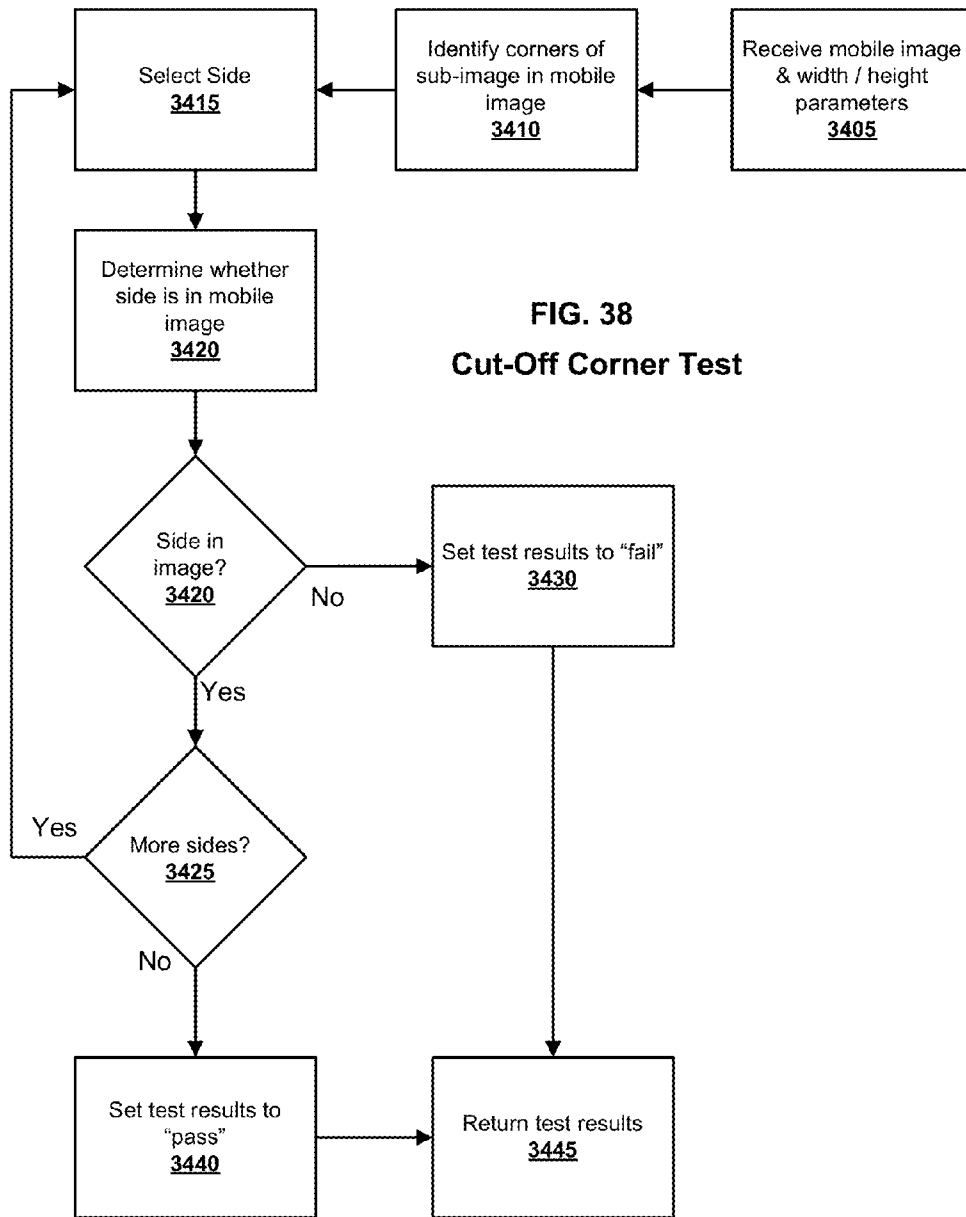 Select Side
3415
Identify corners of
sub-image in mobile
image
3410
Receive mobile image
& width / height
parameters
3405
Determine whether
side is in mobile
image
3420
FIG. 38
Cut-Off Corner Test
Side in
image?
3420
No
Set test results to “fail”
3430
Yes
Yes
More sides?
3425
No
Set test results to
“pass”
3440
Return test results
3445